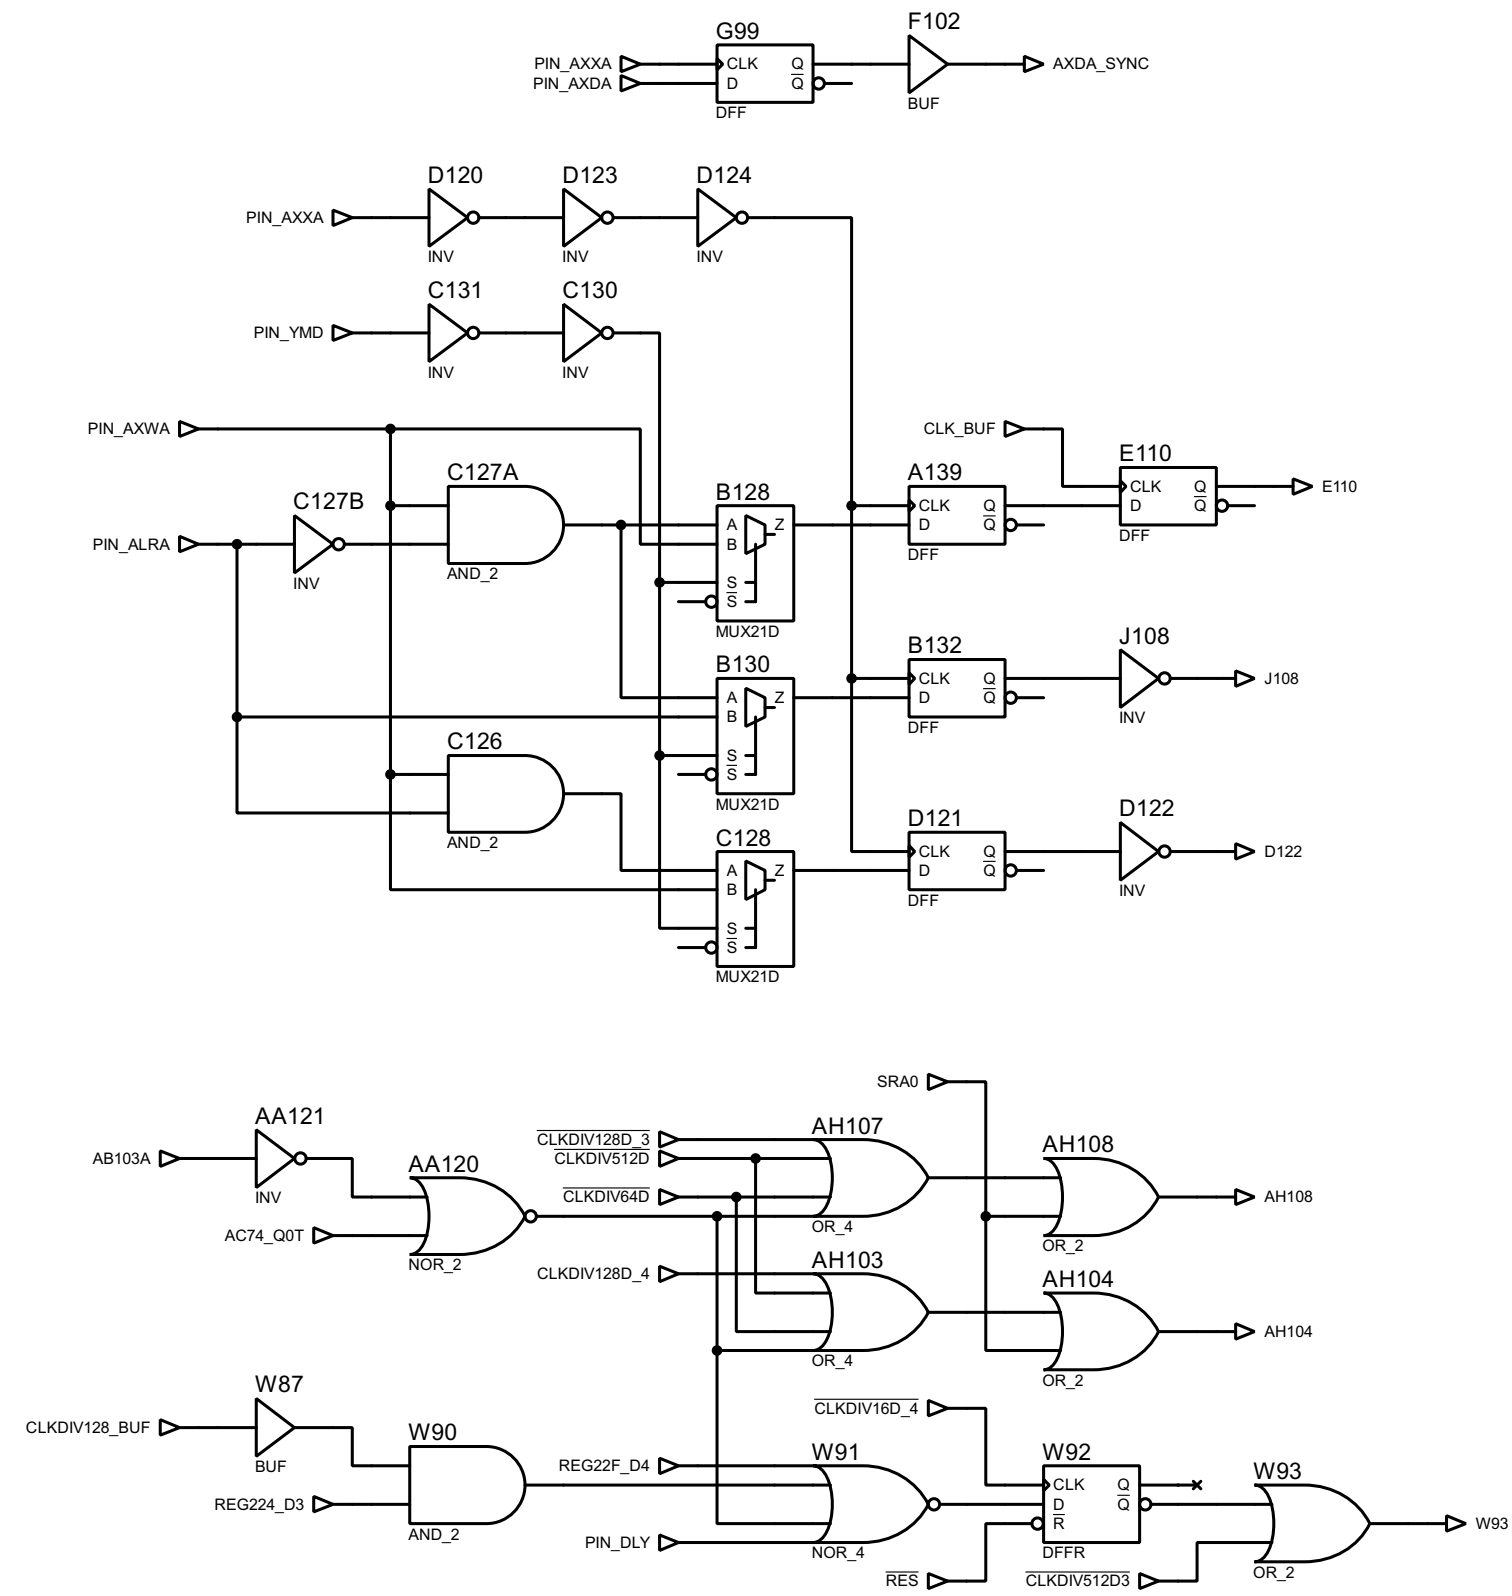 G99
F102
PIN_AXXA
CLK
Q
AXDA_SYNC
PIN_AXDA
D
Q
DFF
BUF
D120
D123
D124
PIN_AXXA
INV
INV
INV
C131
C130
PIN_YMD
INV
INV
PIN_AXWA
CLK_BUF
C127A
A139
E110
C127B
B128
CLK
Q
E110
A
Z
CLK
Q
D
Q
PIN_ALRA
B
D
Q
DFF
INV
AND_2
S
DFF
S
MUX21D
B130
B132
J108
A
Z
CLK
Q
J108
B
D
Q
C126
S
DFF
INV
S
MUX21D
AND_2
C128
D121
D122
A
Z
CLK
Q
D122
B
D
Q
S
DFF
INV
S
MUX21D
SRA0
AA121
AH107
CLKDIV128D_3
AH108
AB103A
AA120
CLKDIV512D
INV
CLKDIV64D
AH108
AC74_Q0T
OR_4
NOR_2
OR_2
CLKDIV128D_4
AH103
AH104
AH104
OR_4
OR_2
W87
CLKDIV16D_4
CLKDIV128_BUF
W90
W91
W92
BUF
REG22F_D4
W93
CLK
Q
REG224_D3
D
Q
AND_2
R
W93
PIN_DLY
NOR_4
DFFR
RES
CLKDIV512D3
OR_2